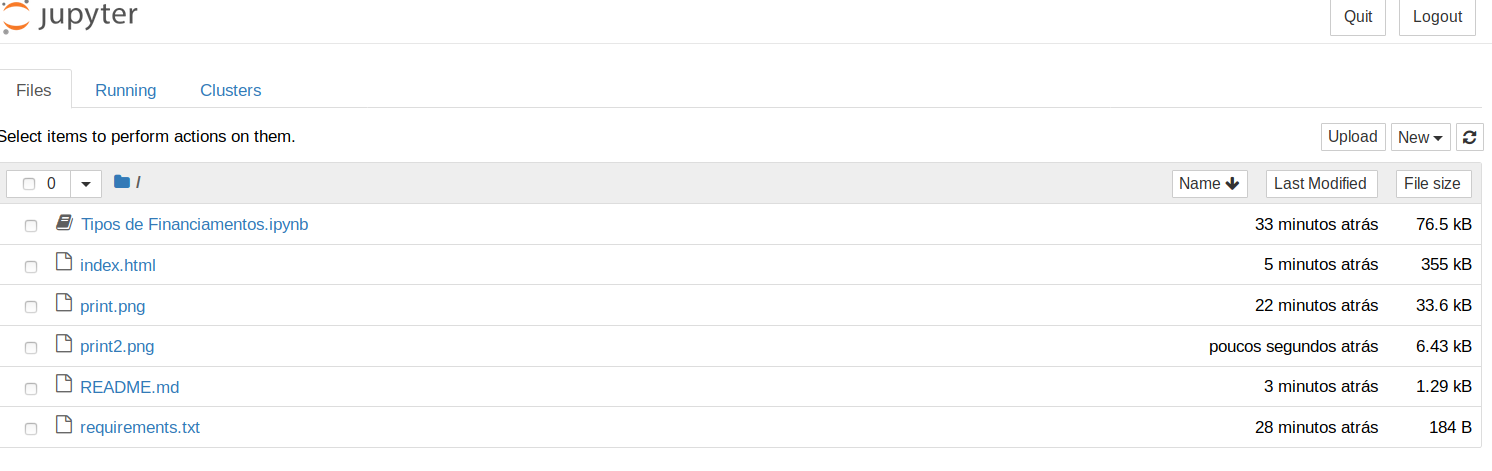 jupyter Quit Logout
Files Running Clusters
Select items to perform actions on them. Upload New
0 / Name Last Modified File size
Tipos de Financiamentos.ipynb 33 minutos atrás 76.5 kB
index.html 5 minutos atrás 355 kB
print.png 22 minutos atrás 33.6 kB
print2.png poucos segundos atrás 6.43 kB
README.md 3 minutos atrás 1.29 kB
requirements.txt 28 minutos atrás 184 B